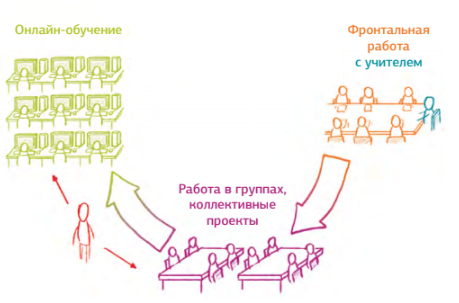 Онлайн-обучение
Фронтальная
работа
с учителем
Работа в группах,
коллективные
проекты